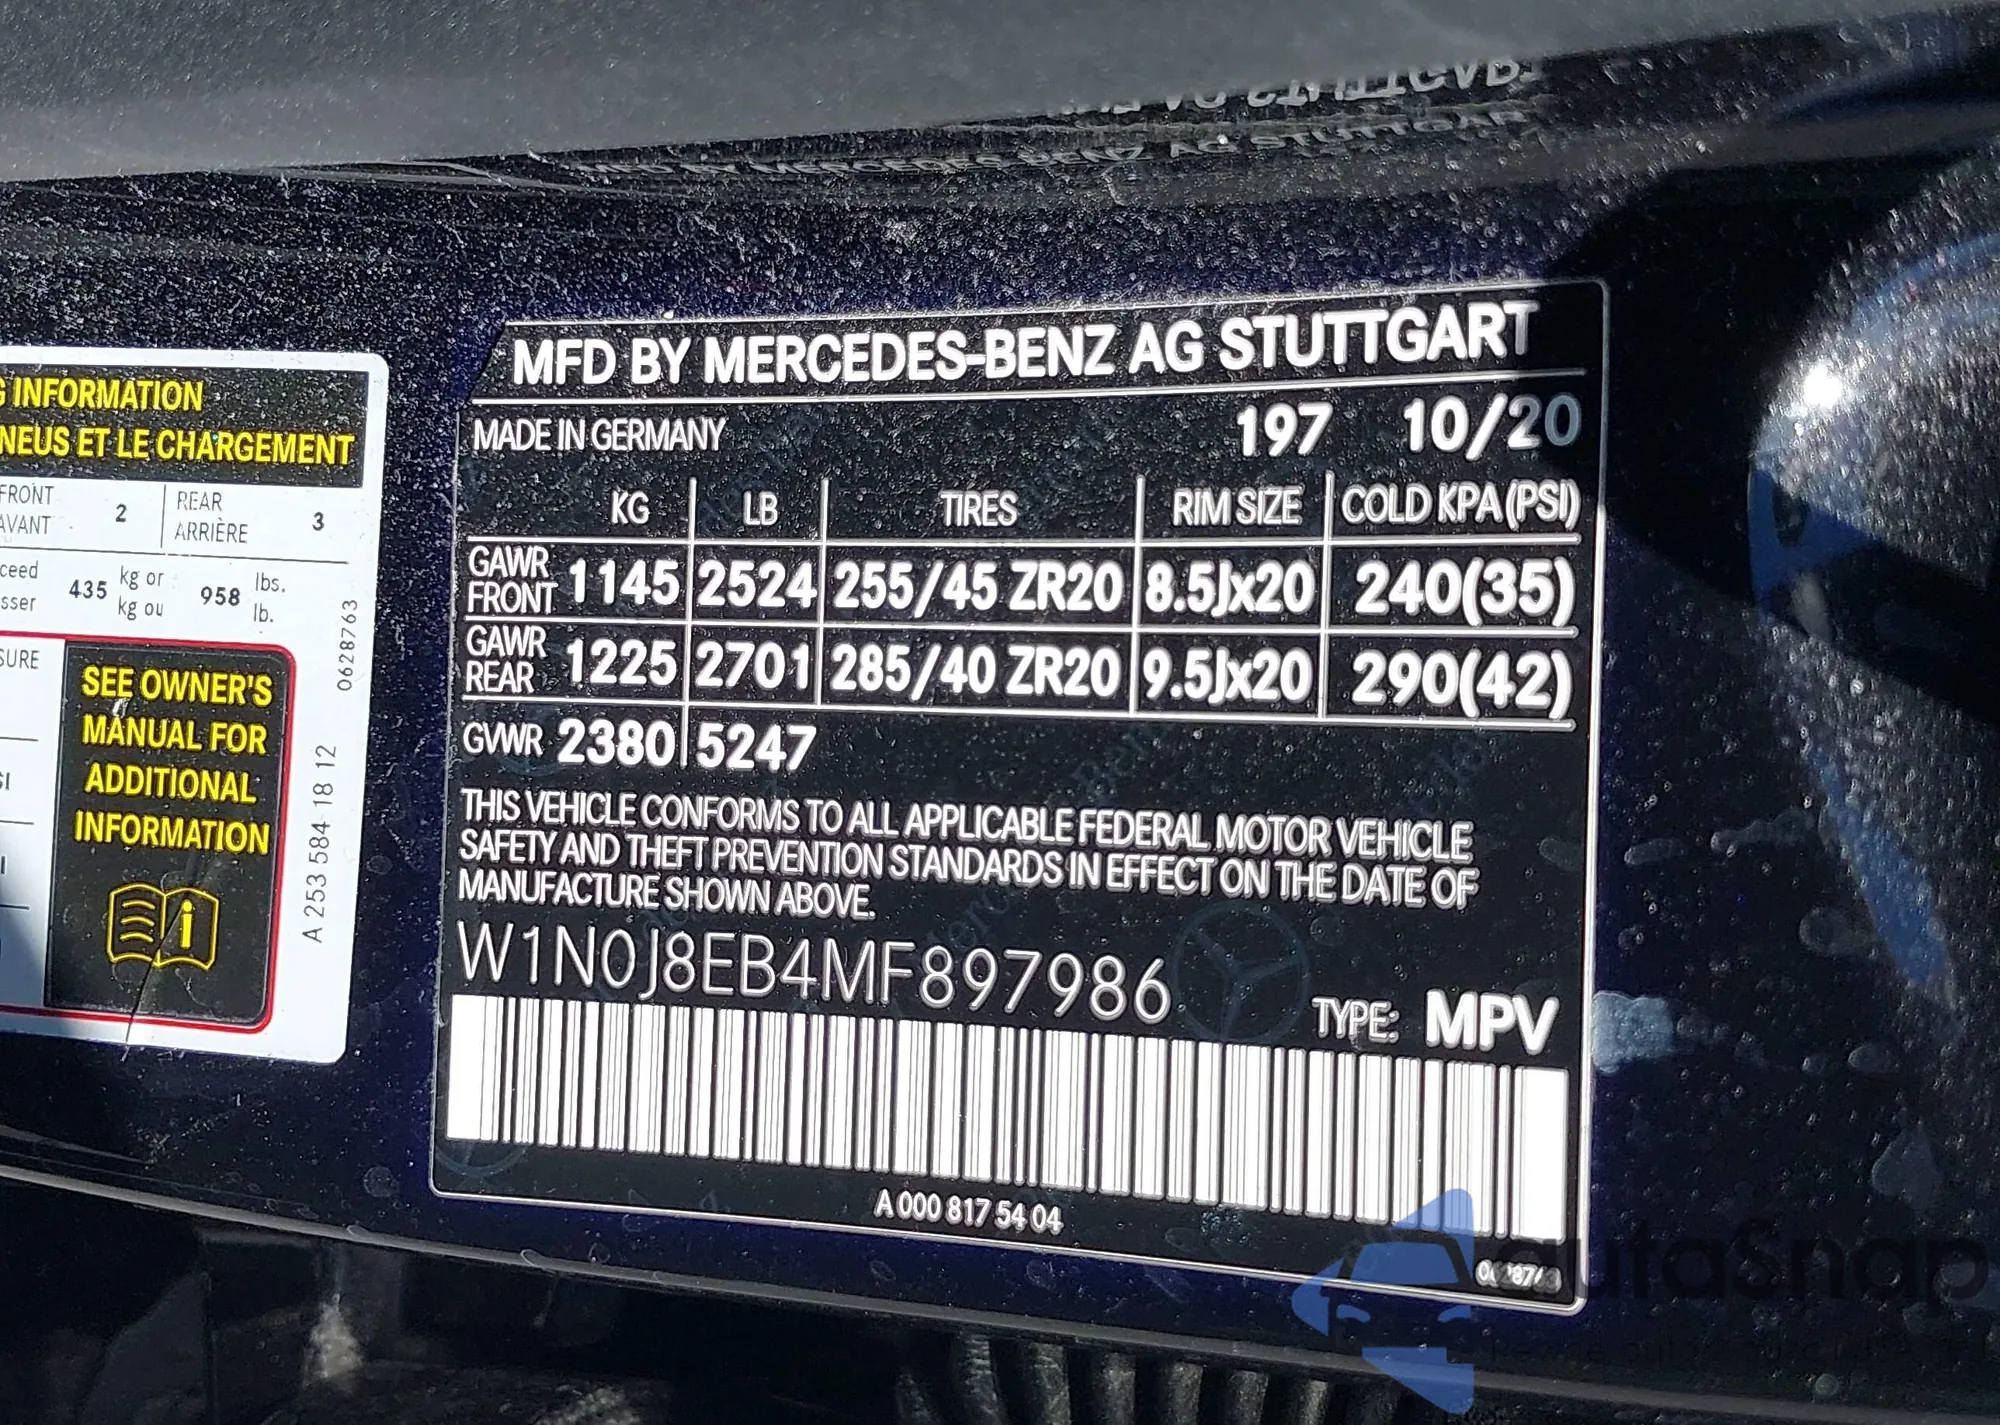 G INFORMATION
NEUS ET LE CHARGEMENT
FRONT
AVANT
2
REAR
ARRIÈRE
3
ceed
sser
435
kg or
kg ou
958
lbs.
lb.
SURE
SI
SEE OWNER'S
MANUAL FOR
ADDITIONAL
INFORMATION
A 253 584 18 12
0628763
MFD BY MERCEDES-BENZ AG STUTTGART
MADE IN GERMANY 197 10/20
KG LB TIRES RIM SIZE COLD KPA (PSI)
GAWR FRONT 1145 2524 255/45 ZR20 8.5Jx20 240(35)
GAWR REAR 1225 2701 285/40 ZR20 9.5Jx20 290(42)
GVWR 2380 5247
THIS VEHICLE CONFORMS TO ALL APPLICABLE FEDERAL MOTOR VEHICLE
SAFETY AND THEFT PREVENTION STANDARDS IN EFFECT ON THE DATE OF
MANUFACTURE SHOWN ABOVE.
W1N0J8EB4MF897986
TYPE: MPV
A 000 817 54 04
autaSnap